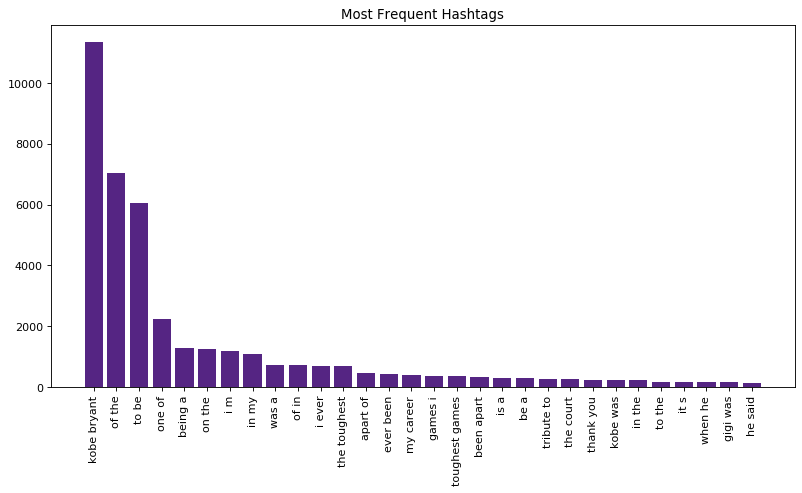 Most Frequent Hashtags
10000
8000
6000
4000
2000
0
kobe bryant
of the
to be
one of
being a
on the
i m
in my
was a
of in
i ever
the toughest
apart of
ever been
my career
games i
toughest games
been apart
is a
be a
tribute to
the court
thank you
kobe was
in the
to the
it s
when he
gigi was
he said